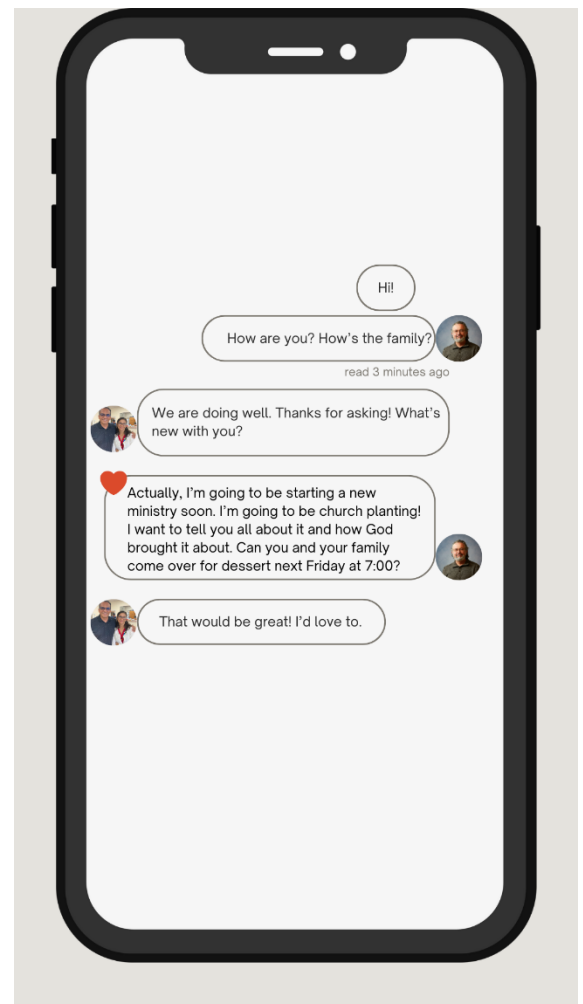 Hi!
How are you? How's the family?
read 3 minutes ago
We are doing well. Thanks for asking! What's
new with you?
Actually, I'm going to be starting a new
ministry soon. I'm going to be church planting!
I want to tell you all about it and how God
brought it about. Can you and your family
come over for dessert next Friday at 7:00?
That would be great! I'd love to.